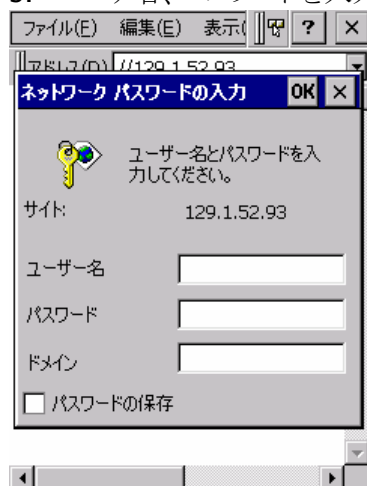 ファイル(E) 編集(E) 表示( ? ×
アドレス(D) //129.1.52.93
ネットワーク パスワードの入力 OK ×
ユーザー名とパスワードを入
力してください。
サイト: 129.1.52.93
ユーザー名
パスワード
ドメイン
パスワードの保存